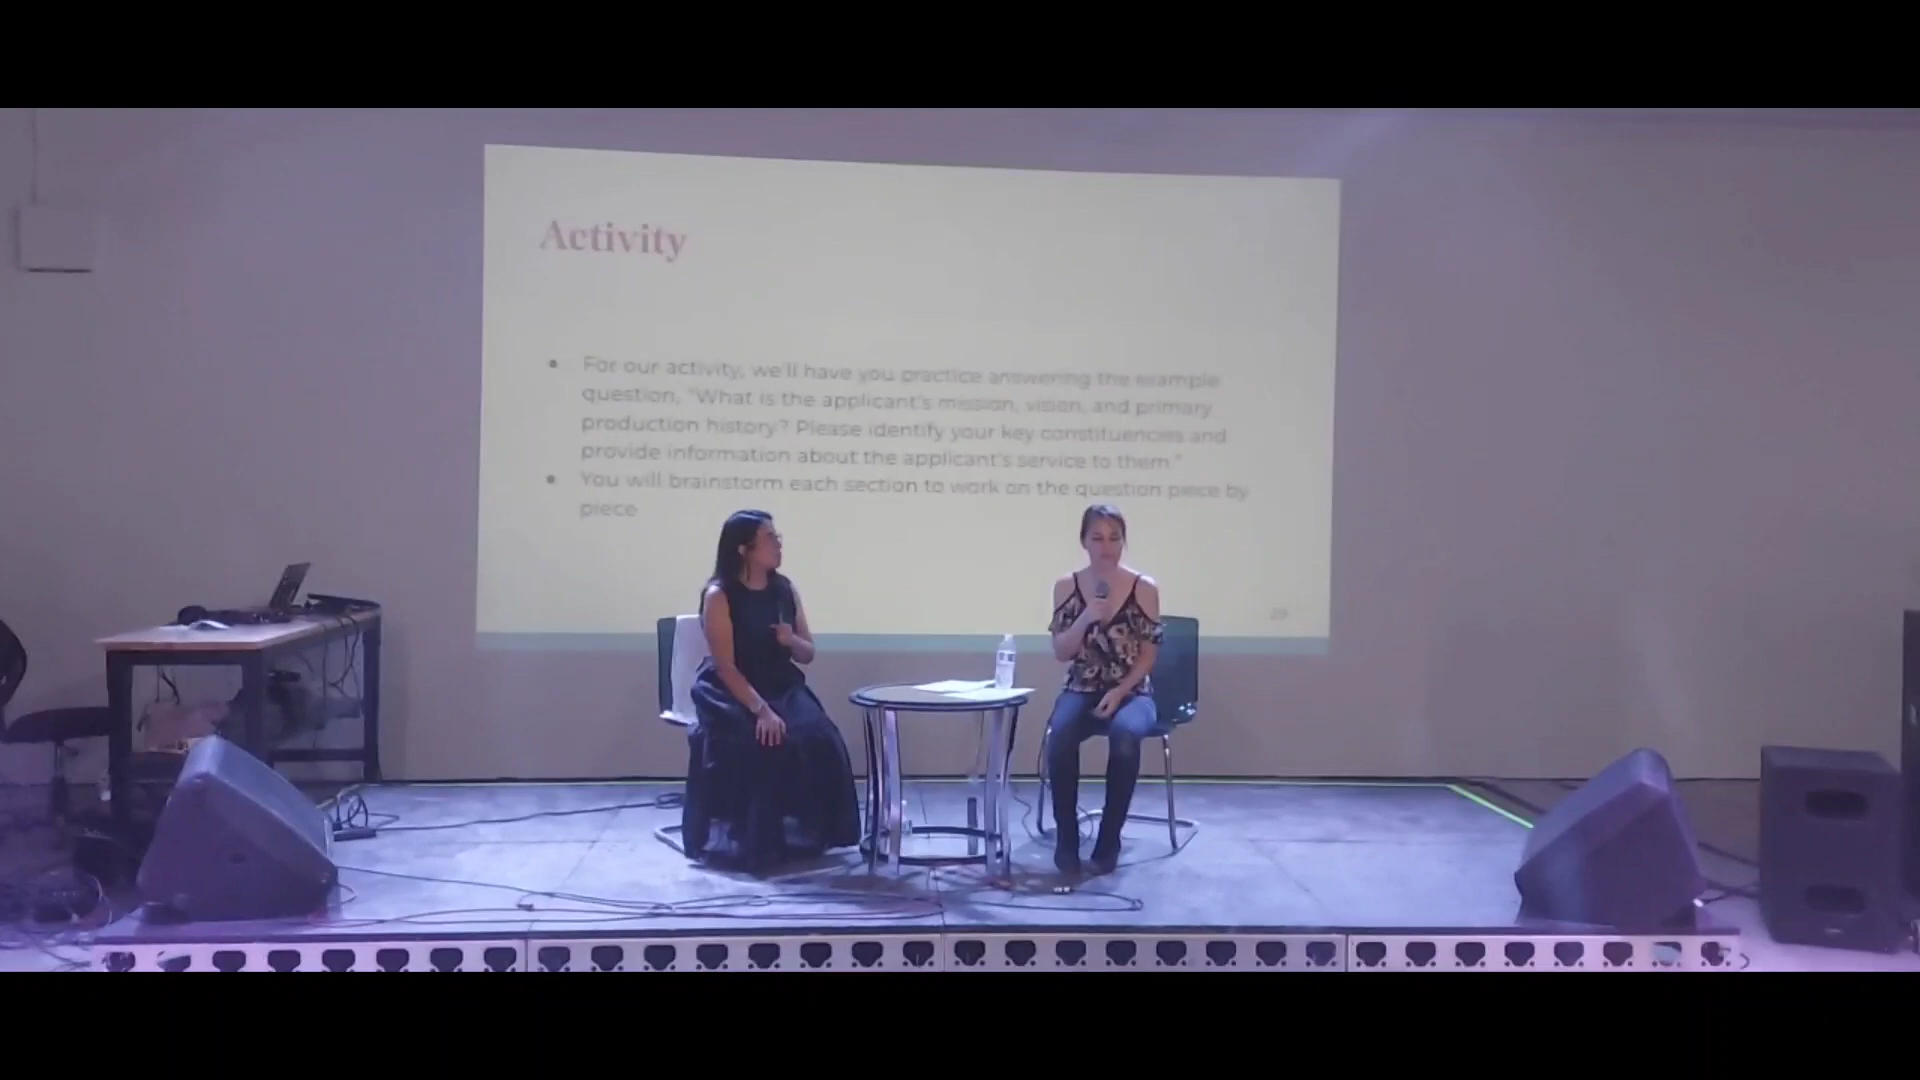 Activity
• For our activity, we'll have you practice answering the example
question, "What is the applicant's mission, vision, and primary
production history? Please identify your key constituencies and
provide information about the applicant's service to them."
• You will brainstorm each section to work on the question piece by
piece